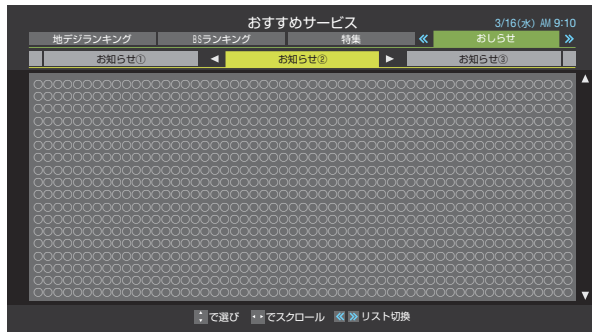 おすすめサービス 3/16(水) AM 9:10
地デジランキング BSランキング 特集 ≪ おしらせ ≫
お知らせ① ◀ お知らせ② ▶ お知らせ③
で選び でスクロール ≪ ≫ リスト切換